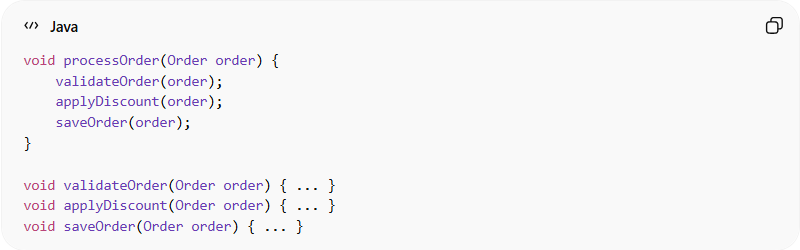 </> Java
void processOrder(Order order) {
    validateOrder(order);
    applyDiscount(order);
    saveOrder(order);
}

void validateOrder(Order order) { ... }
void applyDiscount(Order order) { ... }
void saveOrder(Order order) { ... }